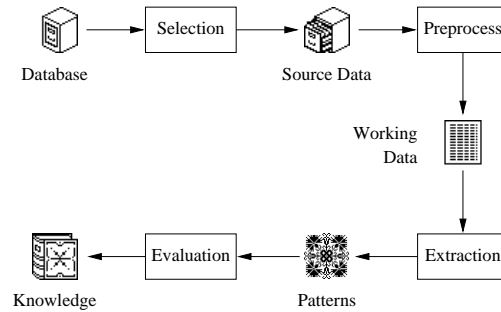 Selection
Preprocess
Database
Source Data
Working
Data
Evaluation
Extraction
Knowledge
Patterns